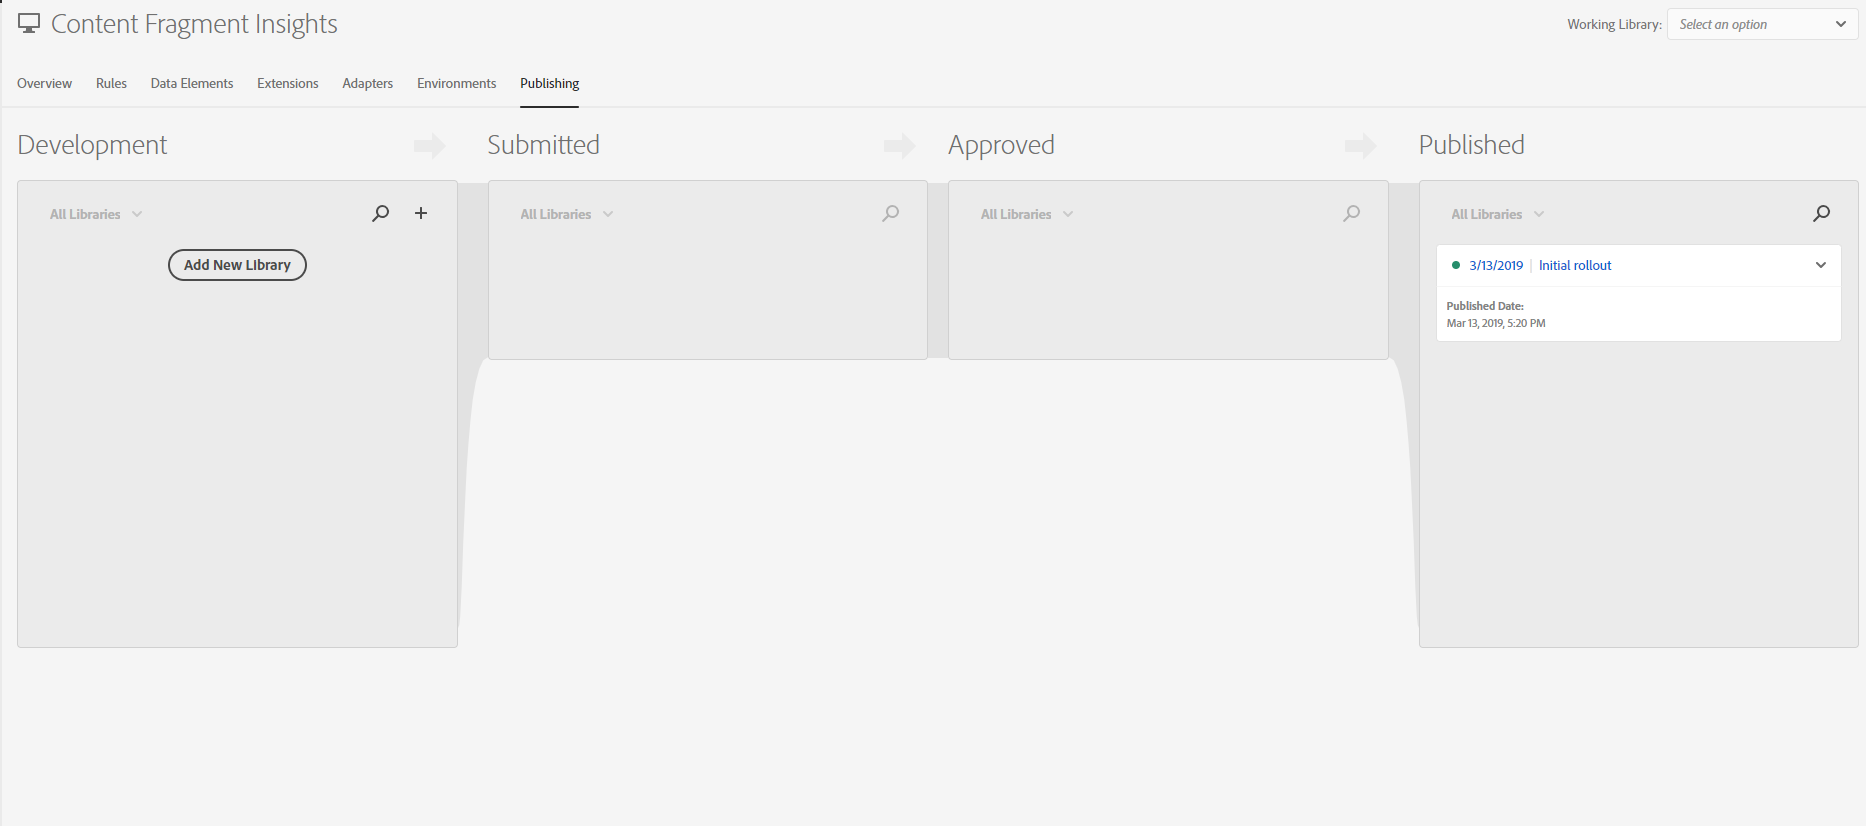 Content Fragment Insights
Working Library: Select an option
Overview Rules Data Elements Extensions Adapters Environments Publishing
Development Submitted Approved Published
All Libraries All Libraries All Libraries All Libraries
Add New Library 3/13/2019 Initial rollout
Published Date:
Mar 13, 2019, 5:20 PM